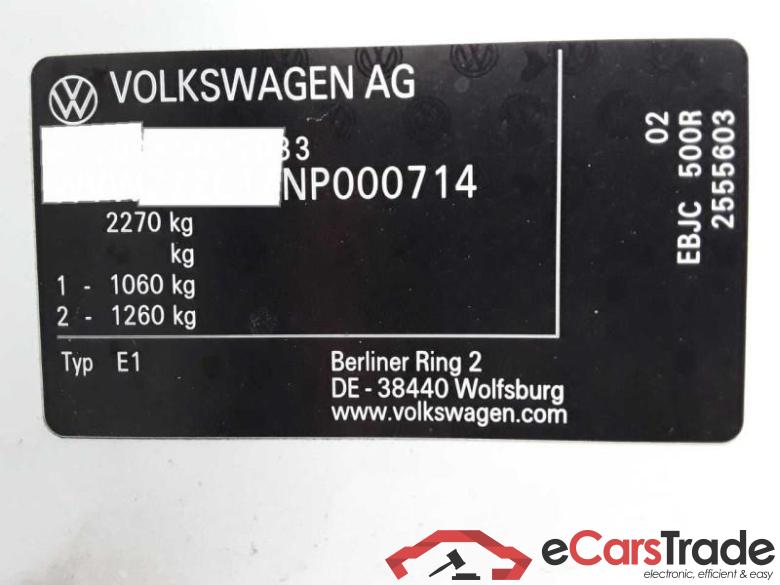 VOLKSWAGEN AG
33
NP000714
2270 kg
kg
1 - 1060 kg
2 - 1260 kg
Typ E1
Berliner Ring 2
DE - 38440 Wolfsburg
www.volkswagen.com
02
EBJC 500R
2555603
eCarsTrade
electronic, efficient & easy